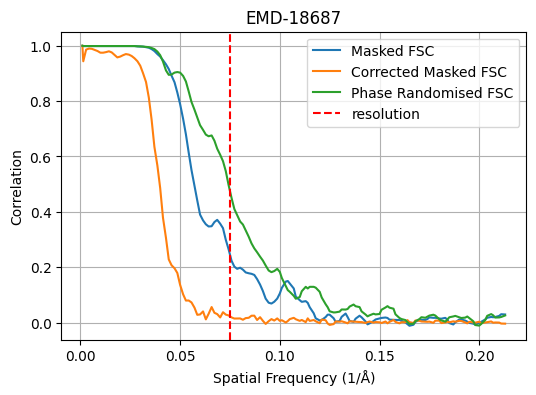 EMD-18687
Masked FSC
Corrected Masked FSC
Phase Randomised FSC
resolution
Correlation
1.0
0.8
0.6
0.4
0.2
0.0
0.00 0.05 0.10 0.15 0.20
Spatial Frequency (1/Å)